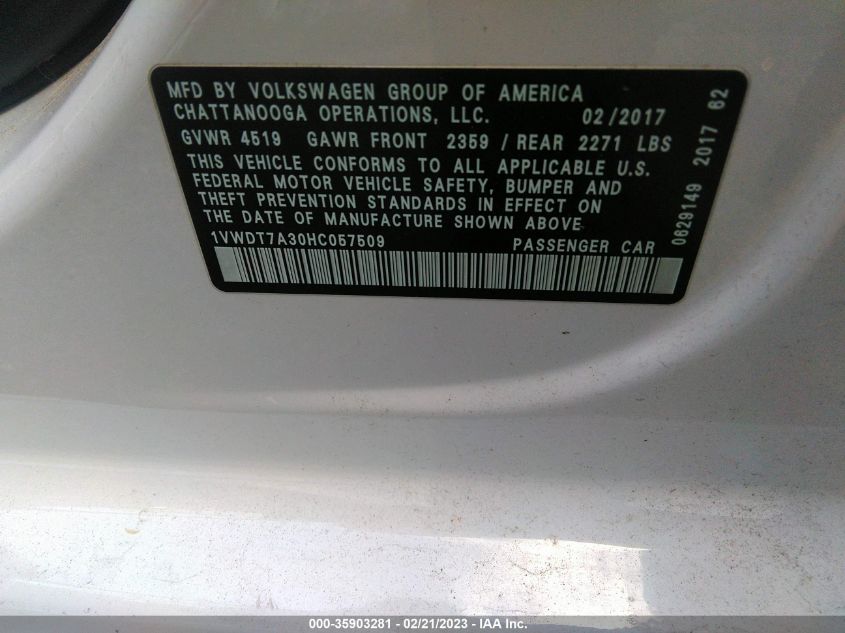 MFD BY VOLKSWAGEN GROUP OF AMERICA
CHATTANOOGA OPERATIONS, LLC. 02/2017
GVWR 4519 GAWR FRONT 2359 / REAR 2271 LBS
THIS VEHICLE CONFORMS TO ALL APPLICABLE U.S.
FEDERAL MOTOR VEHICLE SAFETY, BUMPER AND
THEFT PREVENTION STANDARDS IN EFFECT ON
THE DATE OF MANUFACTURE SHOWN ABOVE
1VWDT7A30HC057509 PASSENGER CAR
0629149 2017 62
000-35903281 - 02/21/2023 - IAA Inc.